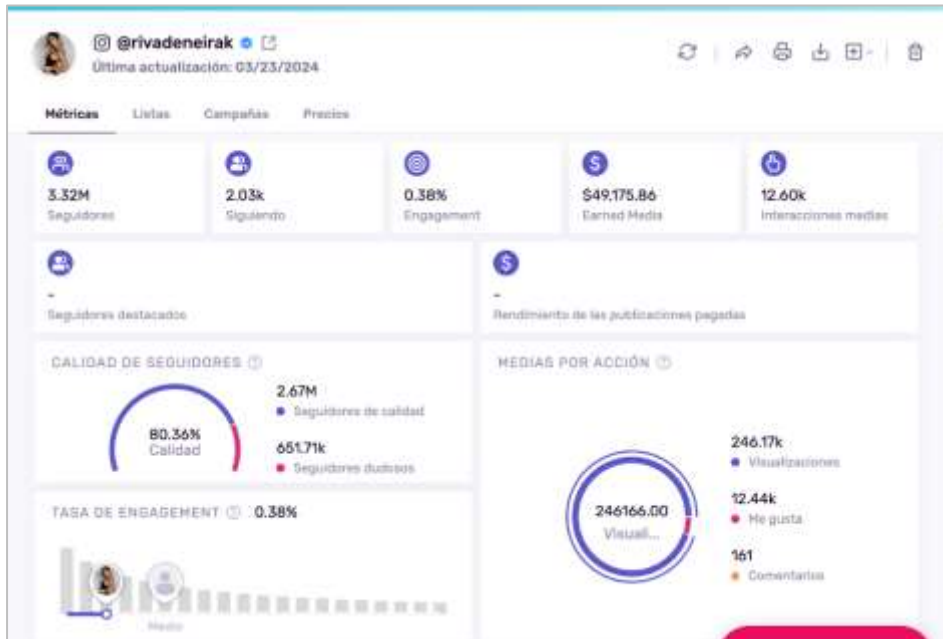 @rivadeneirak
Última actualización: 03/23/2024
Métricas Listas Campañas Precios
3.32M 2.03k 0.38% $49,175.86 12.60k
Seguidores Siguiendo Engagement Earned Media Interacciones medias
- -
Seguidores destacados Rendimiento de las publicaciones pagadas
CALIDAD DE SEGUIDORES
80.36%
Calidad
2.67M
Seguidores de calidad
651.71k
Seguidores dudosos
MEDIAS POR ACCIÓN
246166.00
Visuali...
246.17k
Visualizaciones
12.44k
Me gusta
161
Comentarios
TASA DE ENGAGEMENT 0.38%
Medio